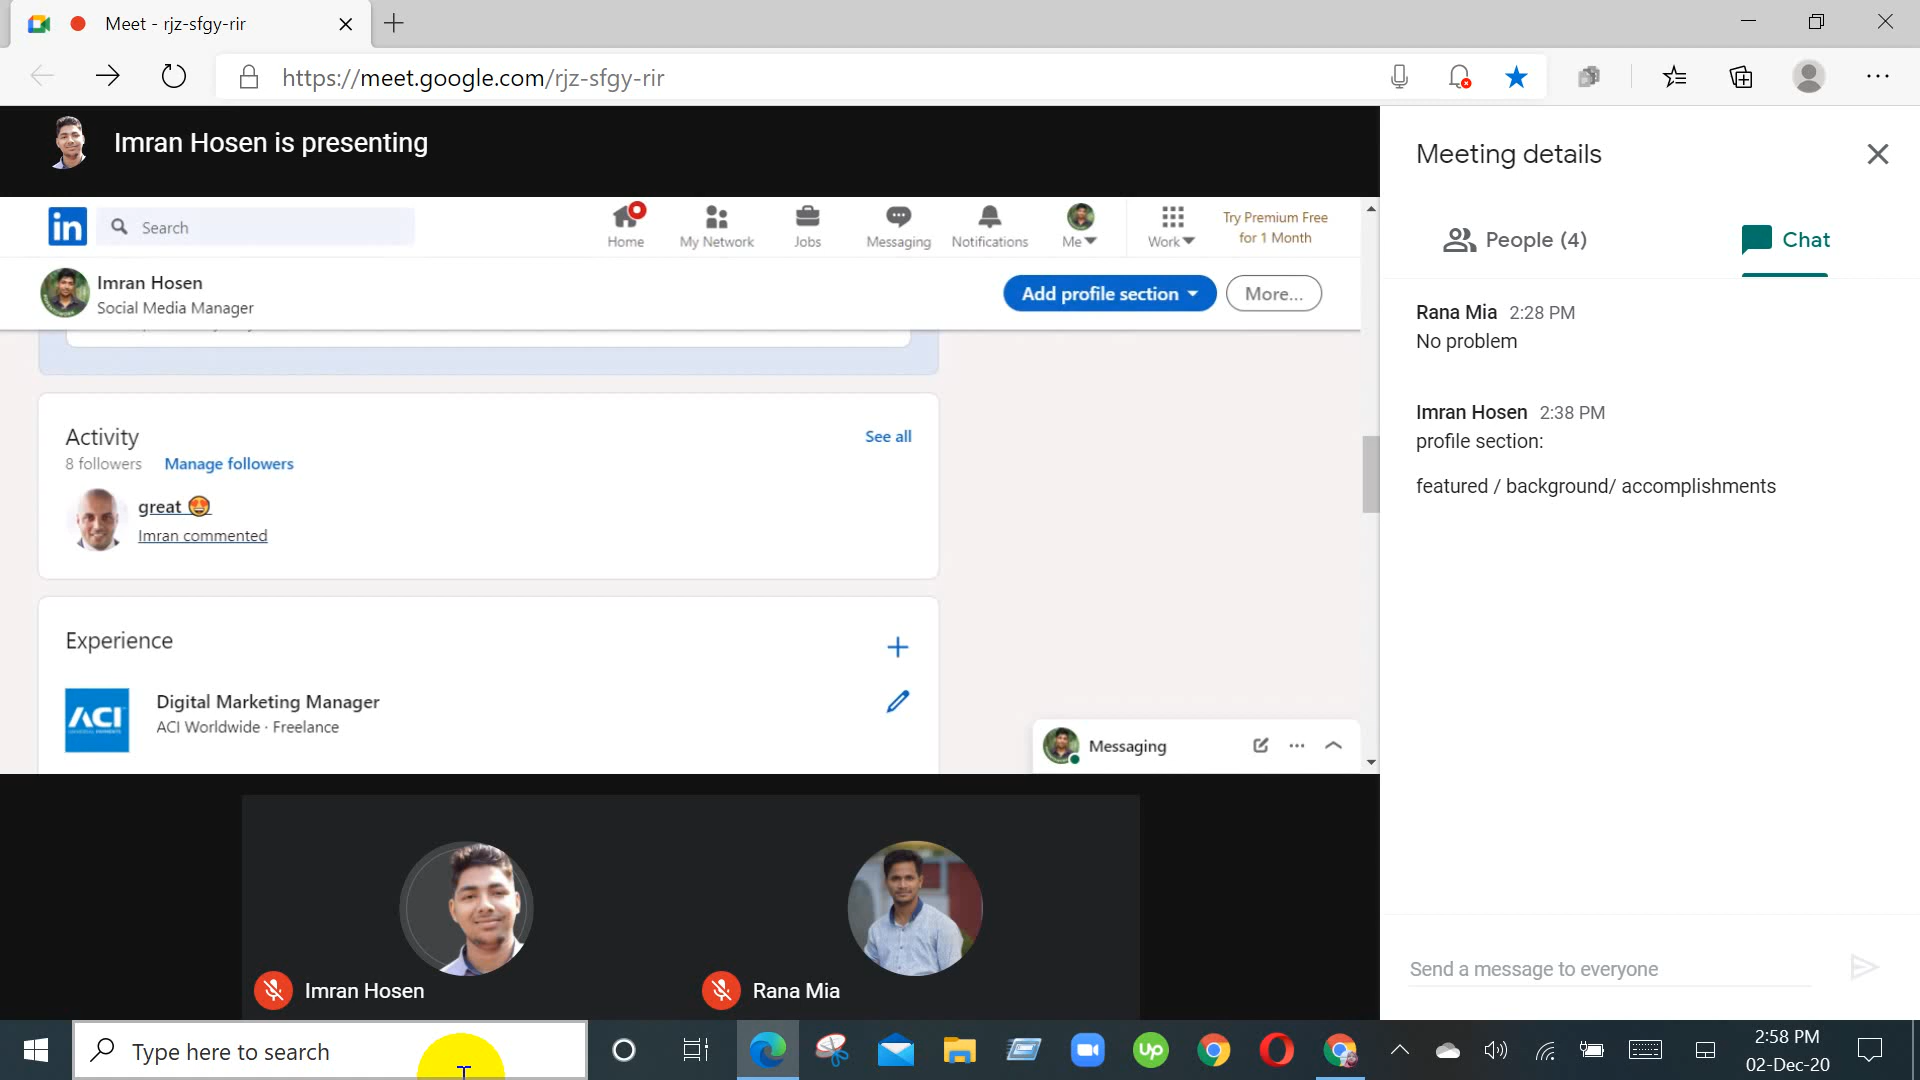 Meet - rjz-sfgy-rir
https://meet.google.com/rjz-sfgy-rir
Imran Hosen is presenting
in
Search
Home
My Network
Jobs
Messaging
Notifications
Me
Work
Try Premium Free
for 1 Month
Imran Hosen
Social Media Manager
Add profile section
More...
Activity
See all
8 followers
Manage followers
great 😍
Imran commented
Experience
ACI
Digital Marketing Manager
ACI Worldwide · Freelance
Messaging
Imran Hosen
Rana Mia
Meeting details
People (4)
Chat
Rana Mia 2:28 PM
No problem
Imran Hosen 2:38 PM
profile section:
featured / background/ accomplishments
Send a message to everyone
Type here to search
up
2:58 PM
02-Dec-20